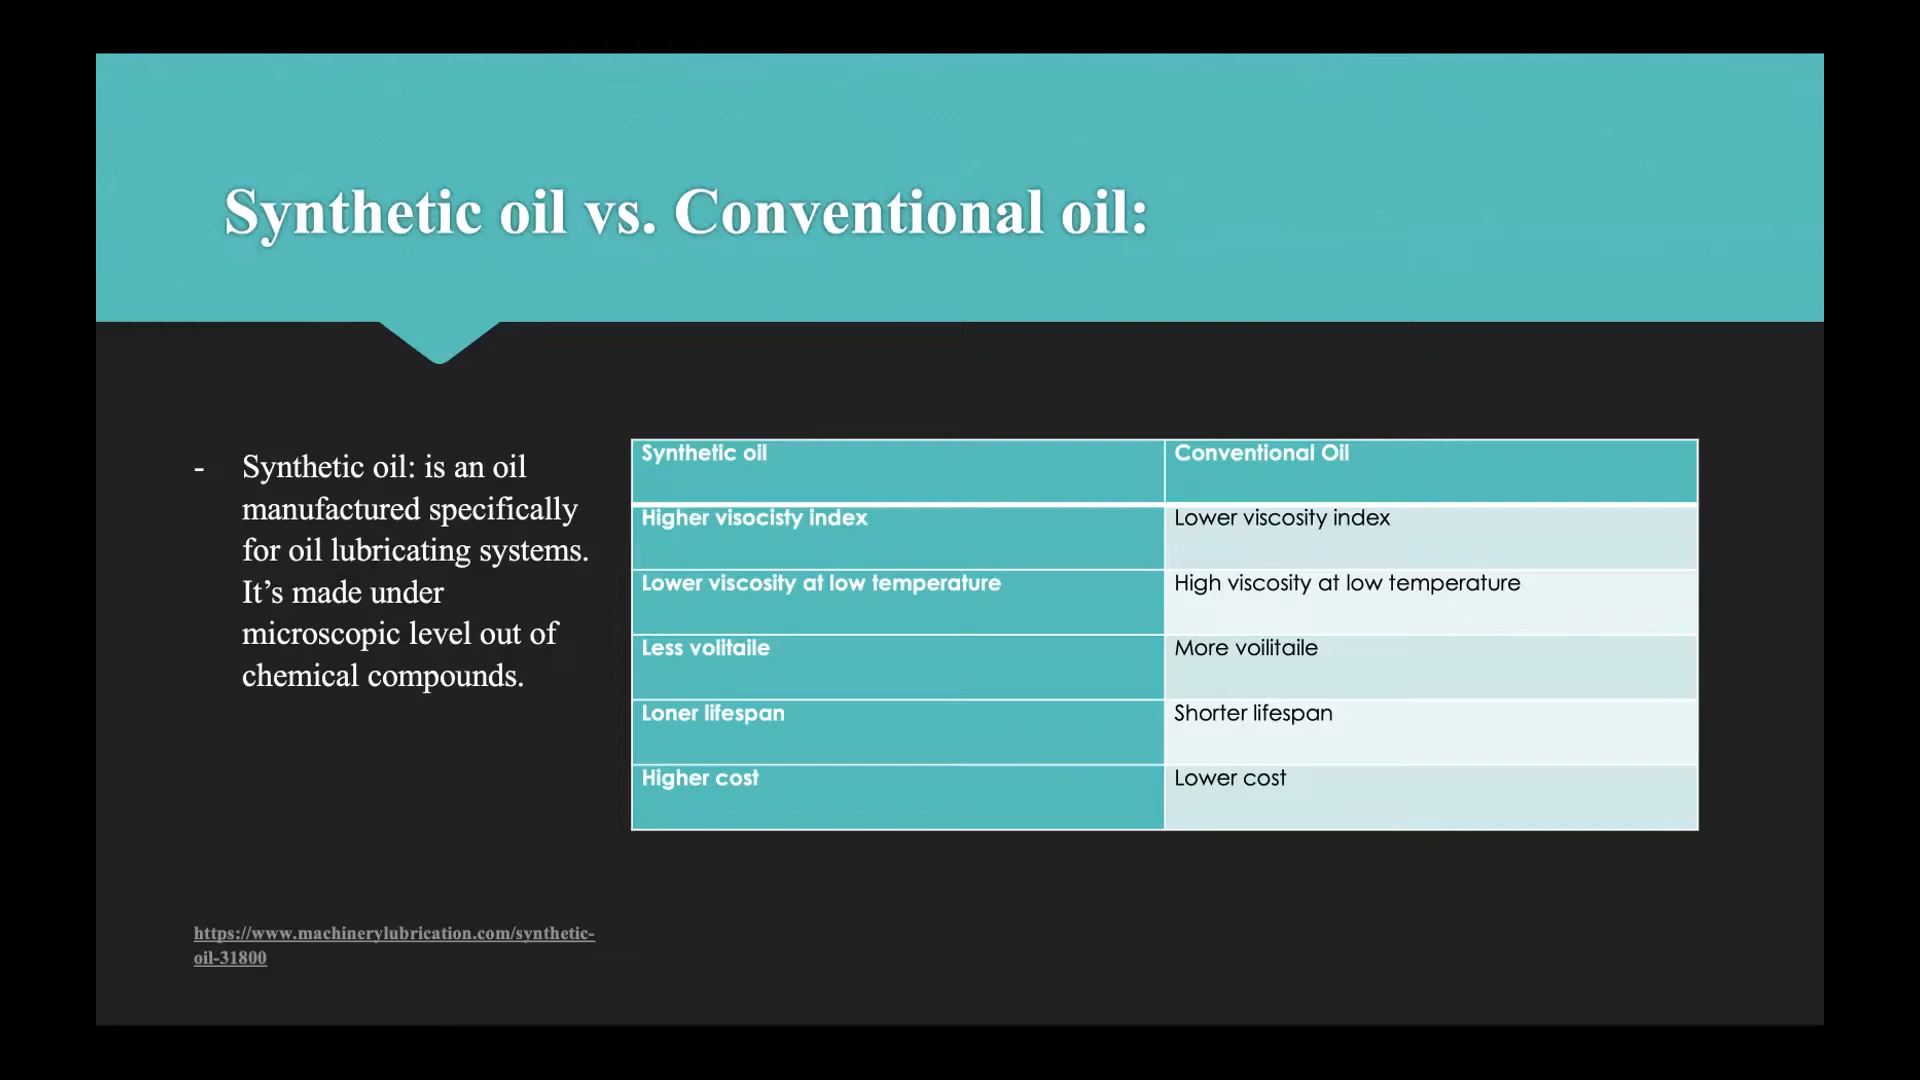 Synthetic oil vs. Conventional oil:
- Synthetic oil: is an oil
manufactured specifically
for oil lubricating systems.
It’s made under
microscopic level out of
chemical compounds.
Synthetic oil Conventional Oil
Higher visocisty index Lower viscosity index
Lower viscosity at low temperature High viscosity at low temperature
Less volitaile More voilitaile
Loner lifespan Shorter lifespan
Higher cost Lower cost
https://www.machinerylubrication.com/synthetic-
oil-31800